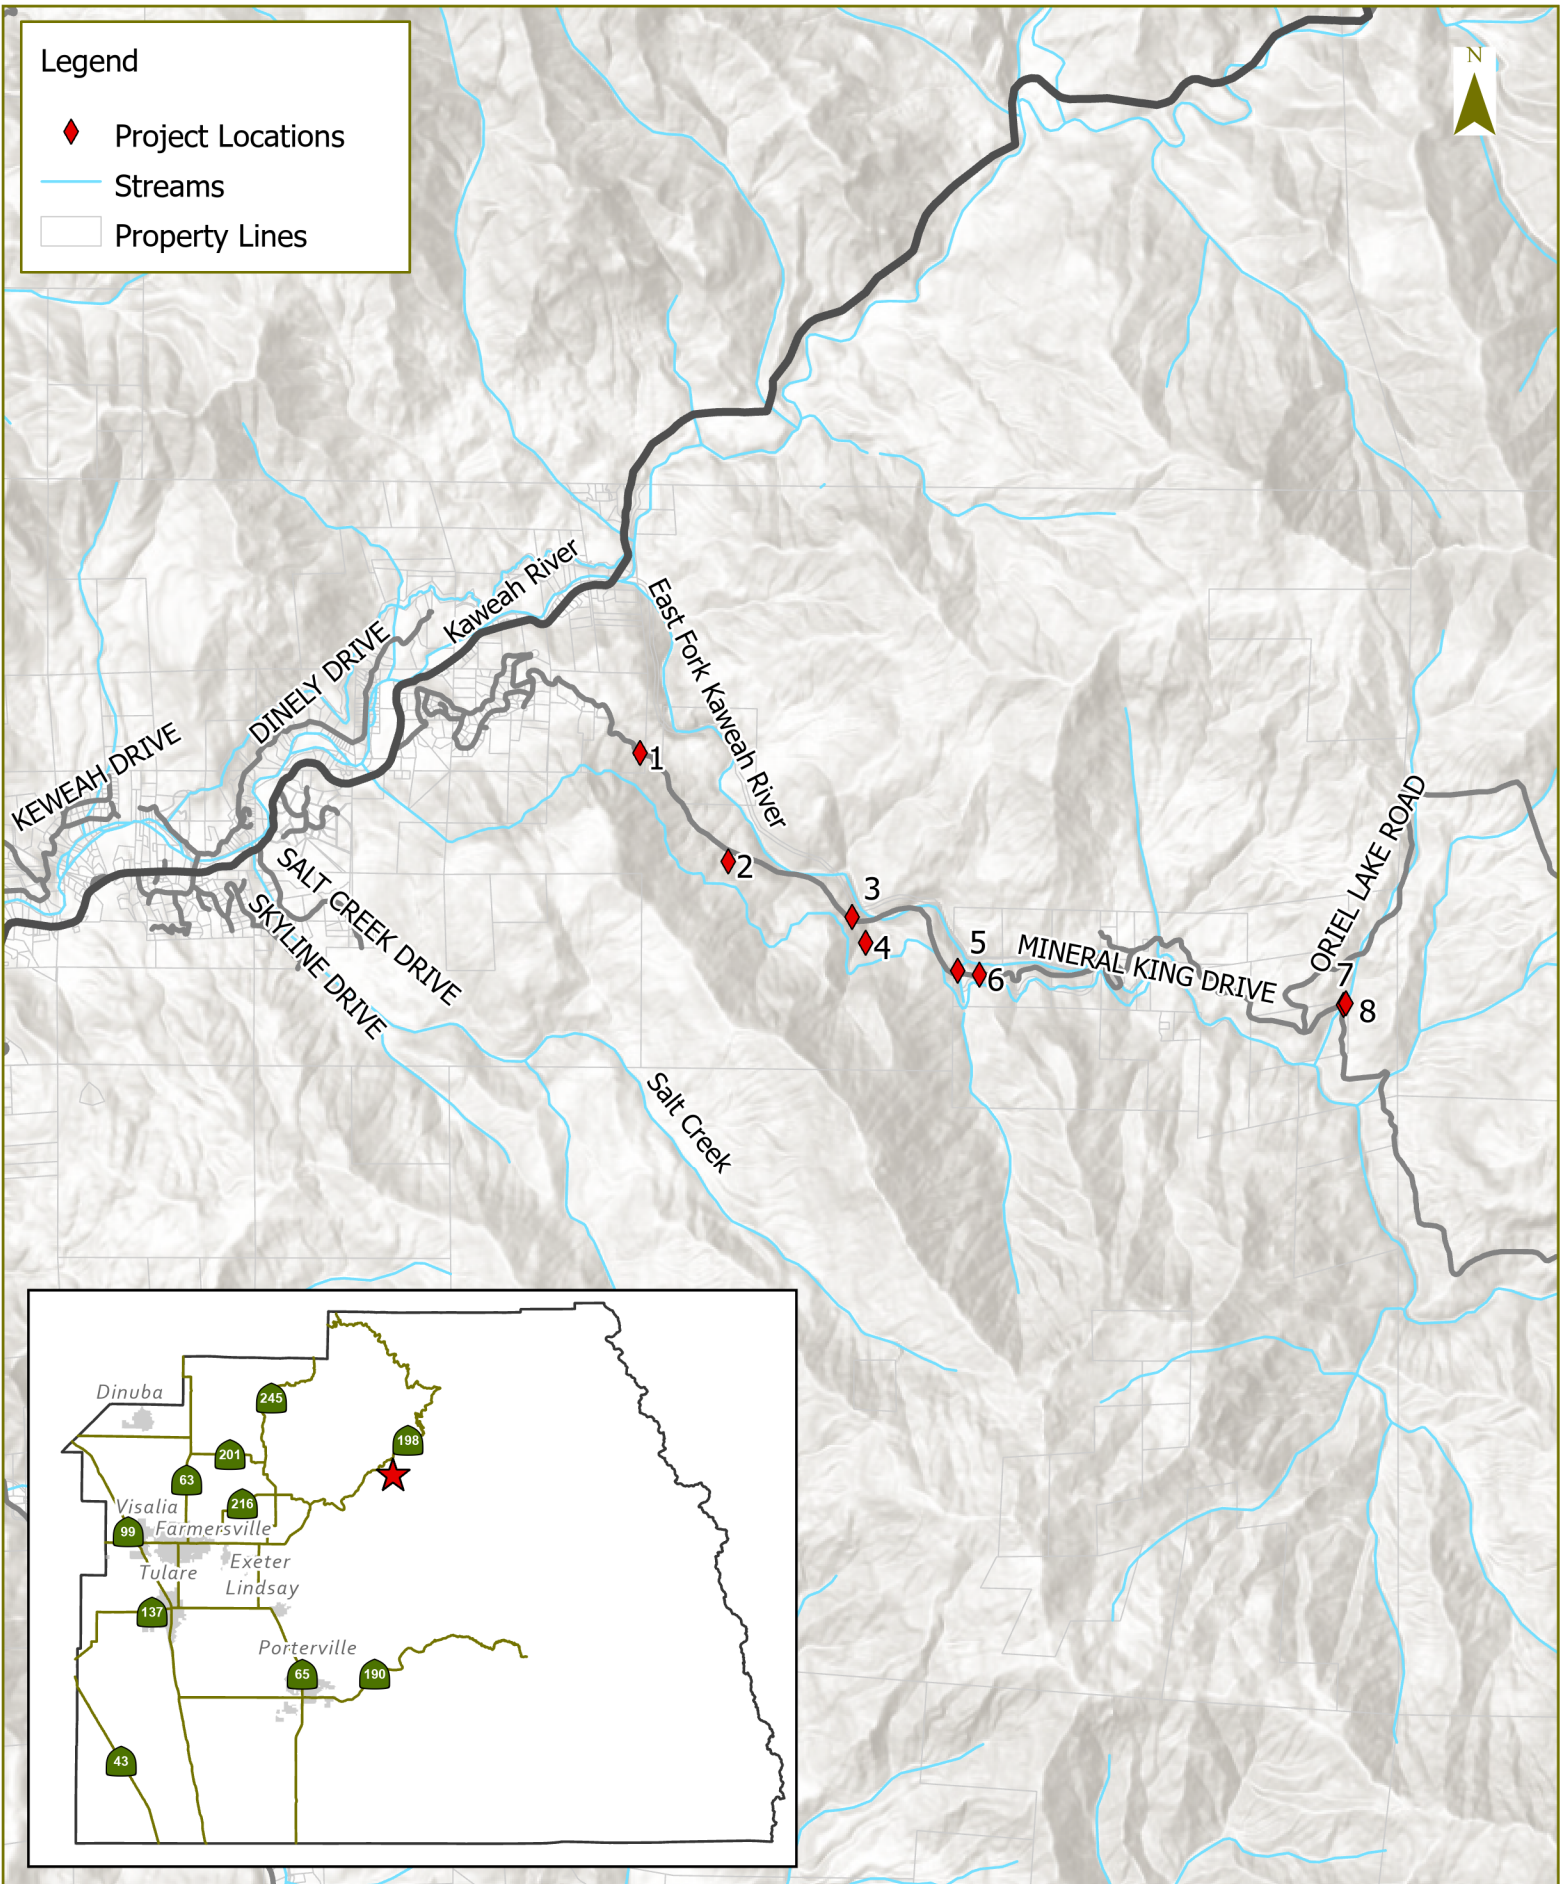 Legend
Project Locations
Streams
Property Lines
N
Kaweah River
East Fork Kaweah River
DINELY DRIVE
KEWEAH DRIVE
1
2
3
4
5
6
SALT CREEK DRIVE
SKYLINE DRIVE
MINERAL KING DRIVE
ORIEL LAKE ROAD
7
8
Salt Creek
Dinuba
245
198
201
63
216
Visalia
99
Farmersville
Exeter
Tulare
Lindsay
137
Porterville
65
190
43